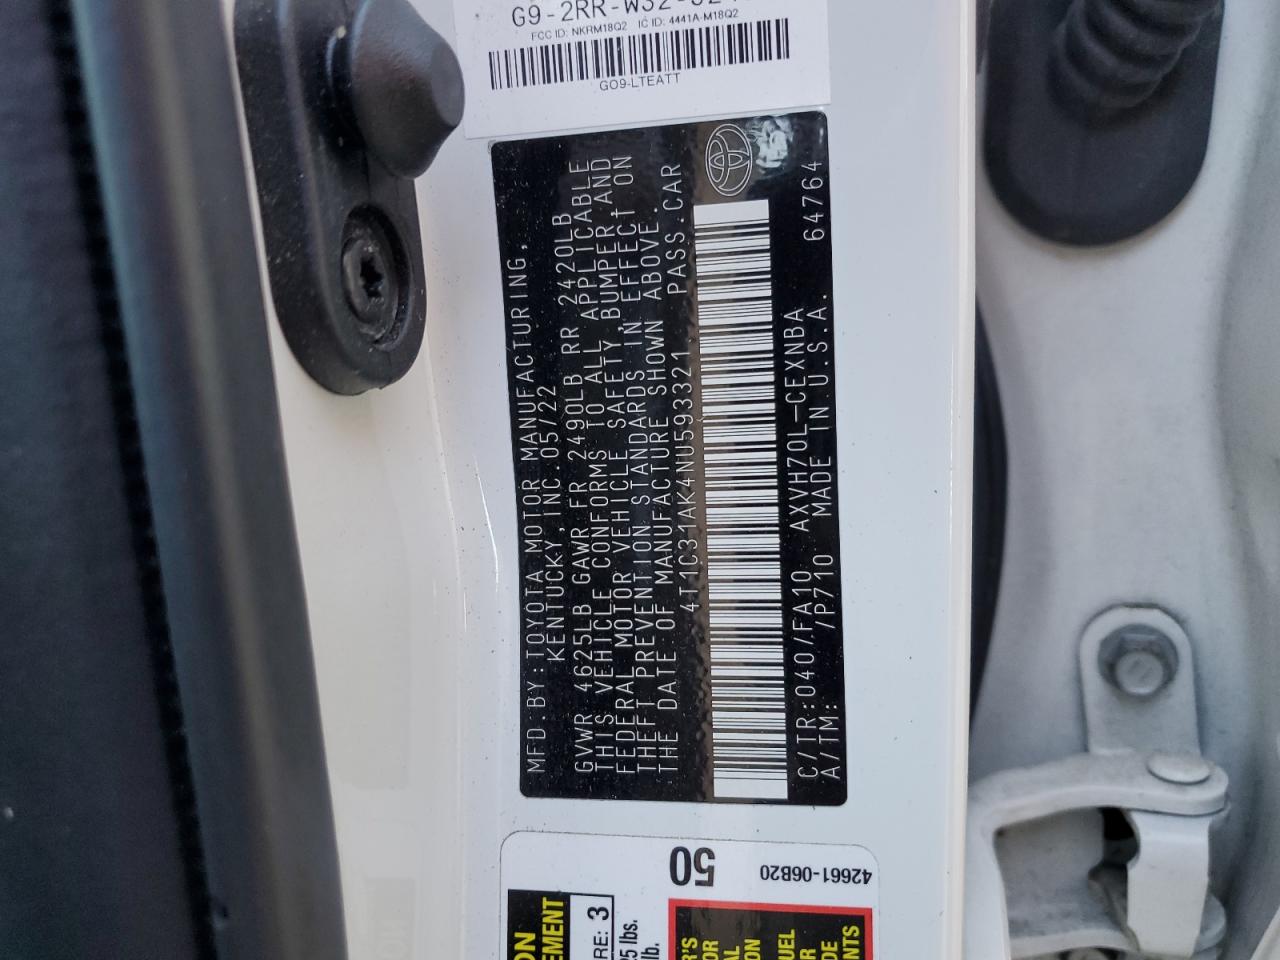 FCC ID: NKRM18Q2 IC ID: 4441A-M18Q2
GO9-LTEATT
MFD.BY:TOYOTA MOTOR MANUFACTURING,
KENTUCKY INC.05/22
GVWR 4625LB GAWR FR 2490LB RR 2420LB
THIS VEHICLE CONFORMS TO ALL APPLICABLE
FEDERAL MOTOR VEHICLE SAFETY,BUMPER,AND
THEFT PREVENTION STANDARDS IN EFFECT ON
THE DATE OF MANUFACTURE SHOWN ABOVE.
4T1C31AK4NU593321 PASS.CAR
C/TR:040/FA10 AXVH70L-CEXNBA
A/TM: /P710 MADE IN U.S.A. 64764
50
42661-06B20
3